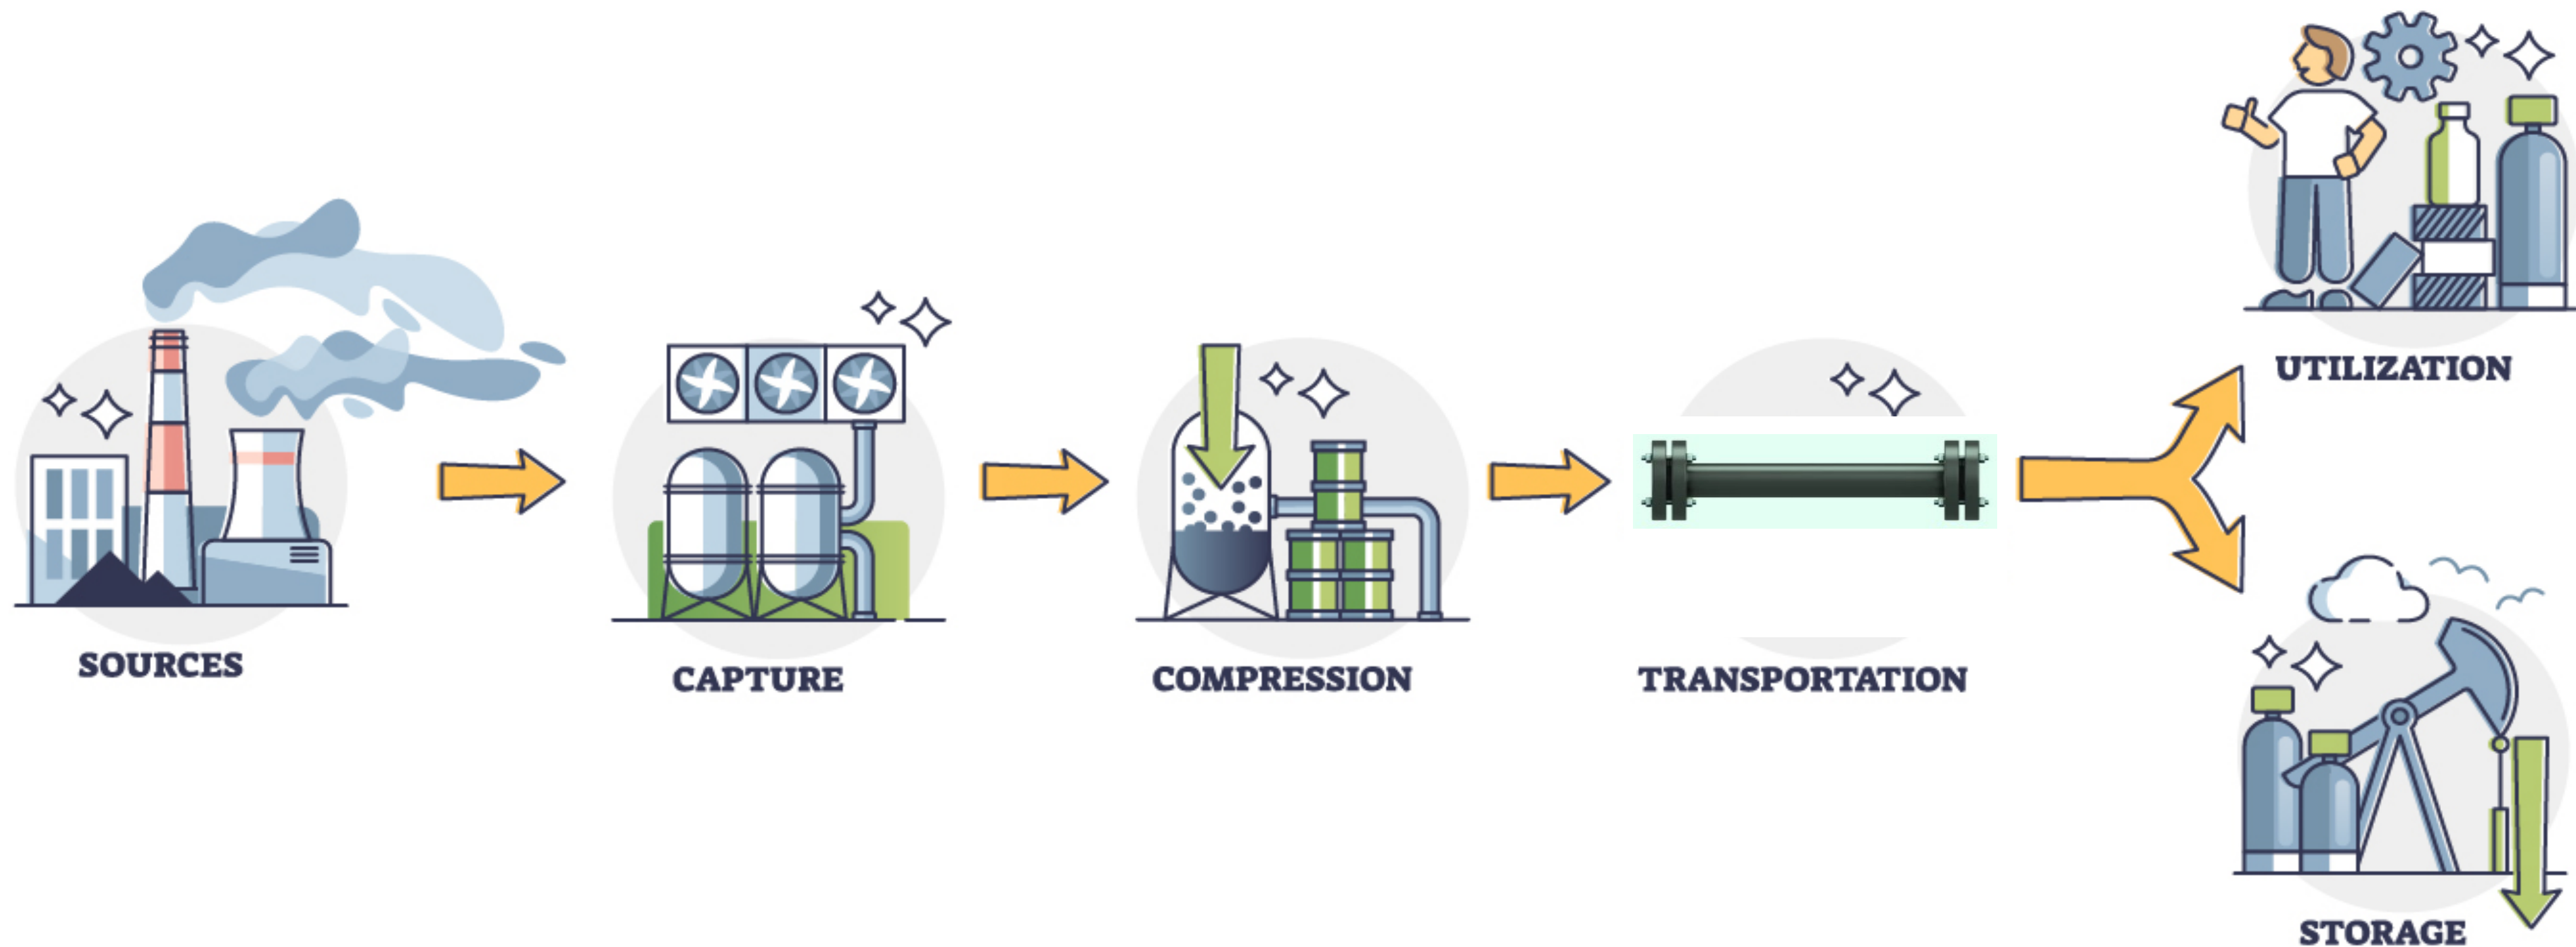 SOURCES
CAPTURE
COMPRESSION
TRANSPORTATION
UTILIZATION
STORAGE